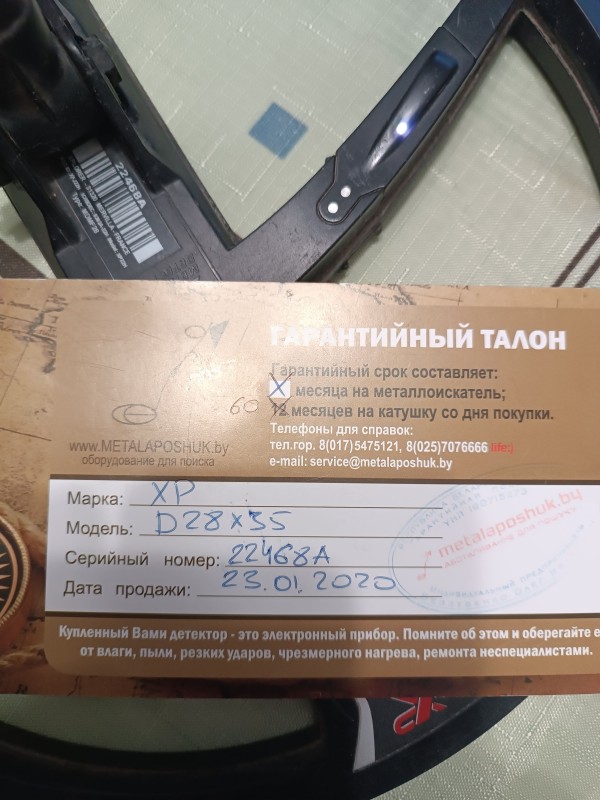 22468A
ГАРАНТИЙНЫЙ ТАЛОН
Гарантийный срок составляет:
X месяца на металлоискатель;
60 12 месяцев на катушку со дня покупки.
Телефоны для справок:
тел.гор. 8(017)5475121, 8(025)7076666 life:)
e-mail: service@metalaposhuk.by
www.METALAPOSHUK.by
оборудование для поиска
Марка: XP
Модель: D28x35
Серийный номер: 22468A
Дата продажи: 23.01.2020
metalaposhuk.by
Купленный Вами детектор - это электронный прибор. Помните об этом и оберегайте е
от влаги, пыли, резких ударов, чрезмерного нагрева, ремонта неспециалистами.
XP